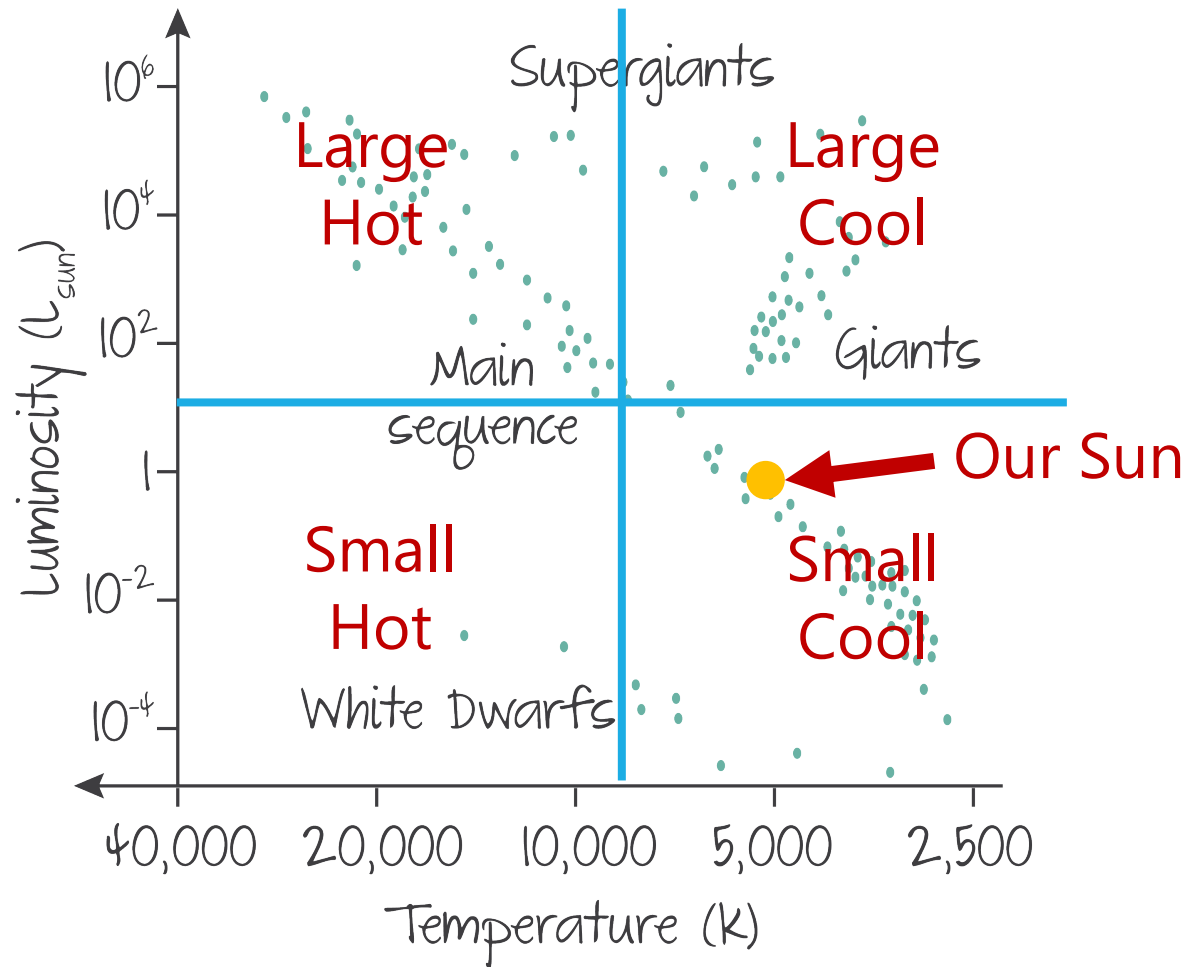 Supergiants
10⁶
Large
Hot
Large
Cool
10⁴
Luminosity (Lsun)
10²
Main
sequence
Giants
1
Our Sun
Small
Hot
Small
Cool
10⁻²
White Dwarfs
10⁻⁴
40,000 20,000 10,000 5,000 2,500
Temperature (K)